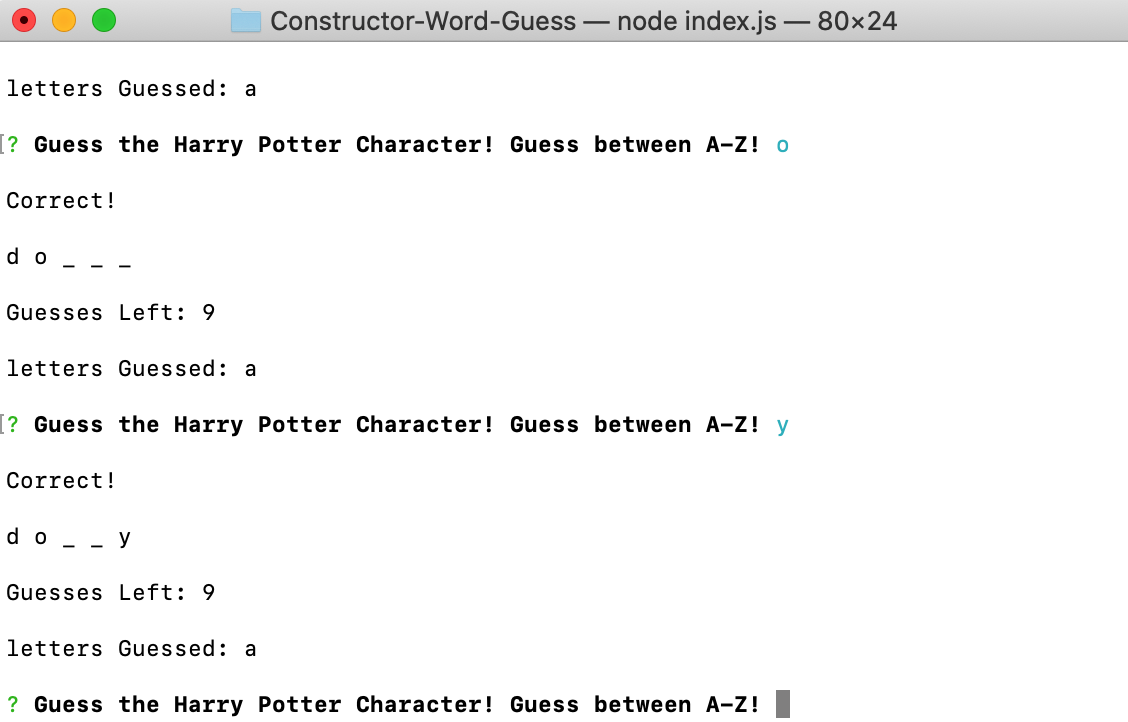 Constructor-Word-Guess — node index.js — 80×24
letters Guessed: a
[? Guess the Harry Potter Character! Guess between A-Z! o
Correct!
d o _ _ _
Guesses Left: 9
letters Guessed: a
[? Guess the Harry Potter Character! Guess between A-Z! y
Correct!
d o _ _ y
Guesses Left: 9
letters Guessed: a
? Guess the Harry Potter Character! Guess between A-Z!